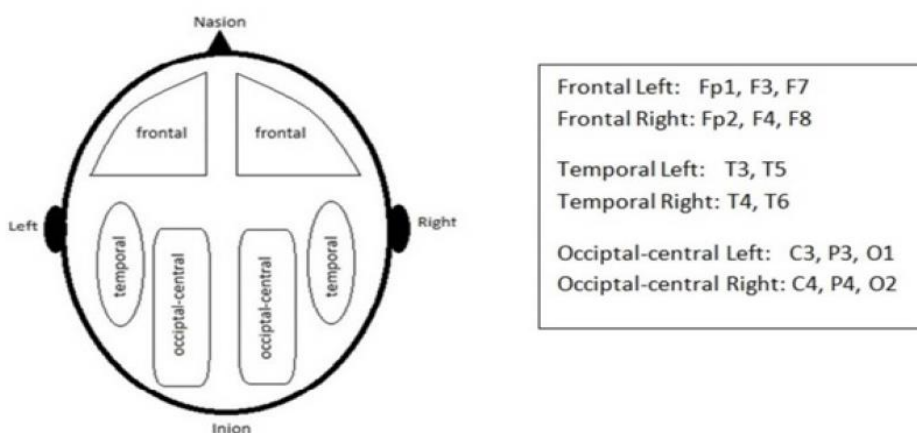 Nasion
frontal frontal
Left Right
temporal occiptal-central occiptal-central temporal
Inion
Frontal Left: Fp1, F3, F7
Frontal Right: Fp2, F4, F8
Temporal Left: T3, T5
Temporal Right: T4, T6
Occiptal-central Left: C3, P3, O1
Occiptal-central Right: C4, P4, O2